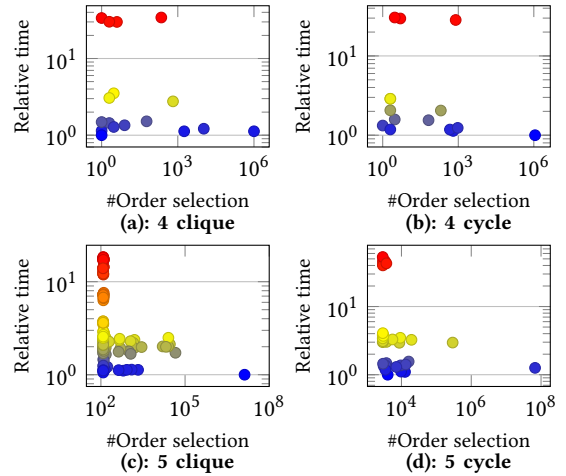 Relative time
10^1
10^0
10^0 10^3 10^6
#Order selection
(a): 4 clique
Relative time
10^1
10^0
10^0 10^3 10^6
#Order selection
(b): 4 cycle
Relative time
10^1
10^0
10^2 10^5 10^8
#Order selection
(c): 5 clique
Relative time
10^1
10^0
10^4 10^6 10^8
#Order selection
(d): 5 cycle